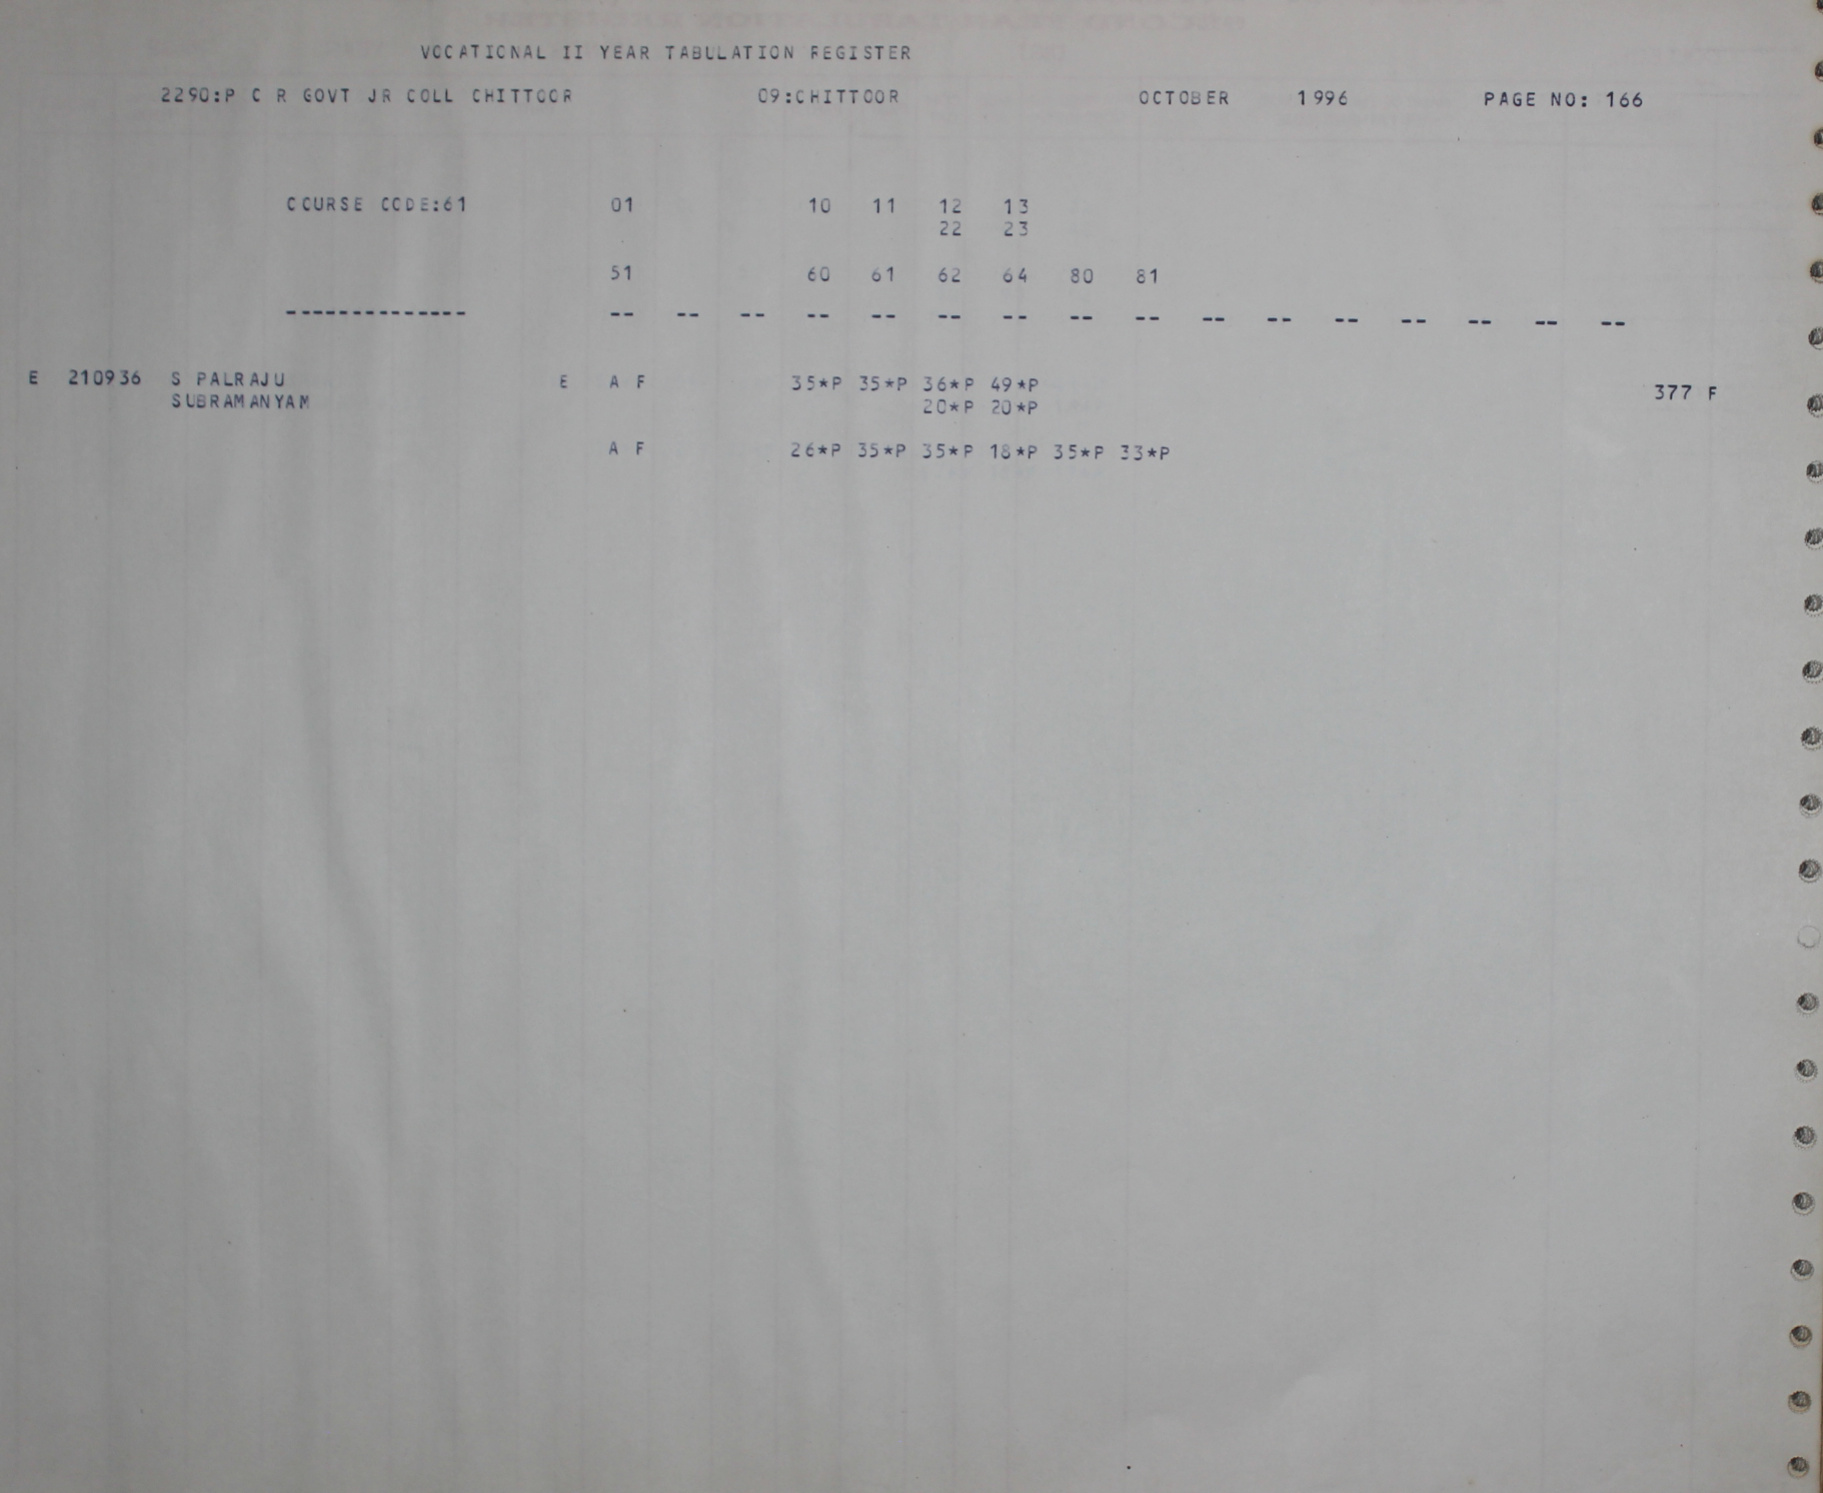 VOCATIONAL II YEAR TABULATION REGISTER
2290:P C R GOVT JR COLL CHITTOOR 09:CHITTOOR OCTOBER 1996 PAGE NO: 166
COURSE CODE:61 01 10 11 12 13
22 23
51 60 61 62 64 80 81
-------------- -- -- -- -- -- -- -- -- -- -- -- -- -- -- -- --
E 210936 S PALRAJU E A F 35*P 35*P 36*P 49*P 377 F
SUBRAMANYAM 20*P 20*P
A F 26*P 35*P 35*P 18*P 35*P 33*P